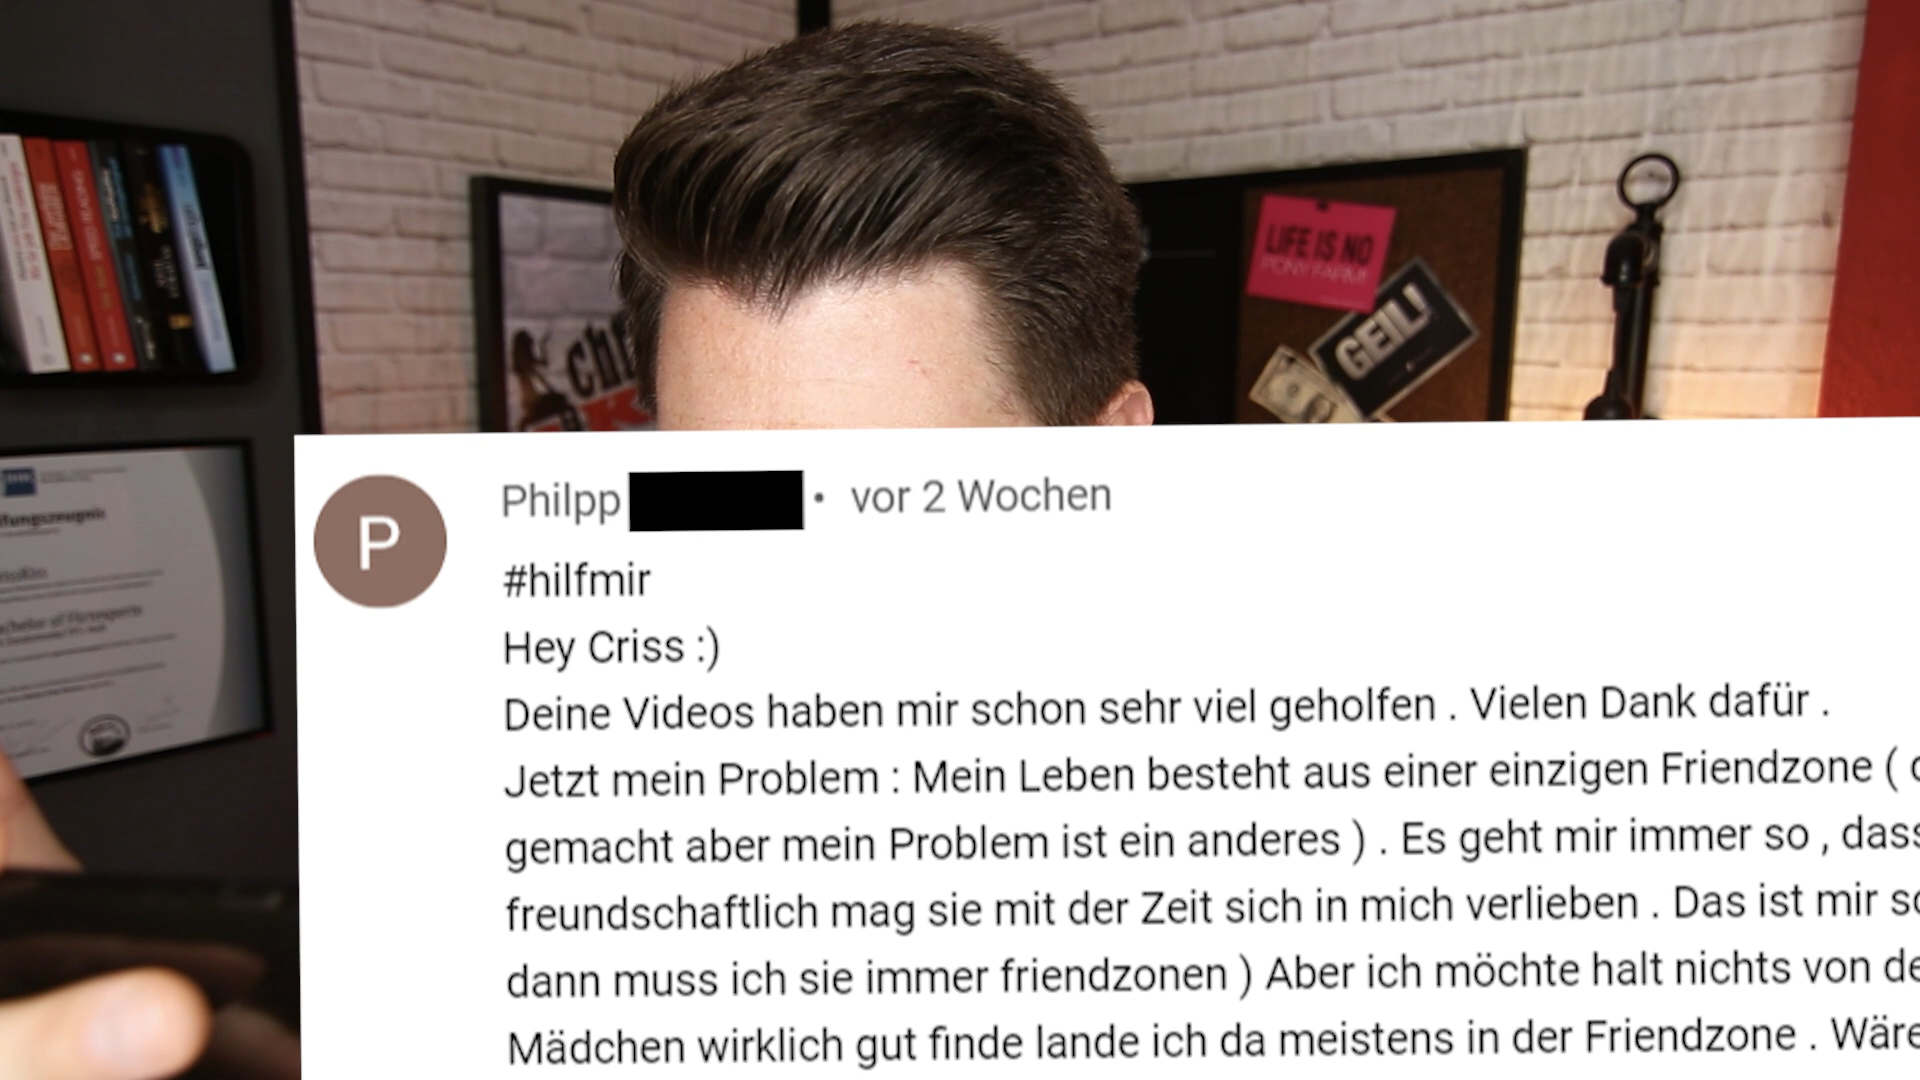 LIFE IS NO
PONY FARM!
GEIL!
Philpp • vor 2 Wochen
P
#hilfmir
Hey Criss :)
Deine Videos haben mir schon sehr viel geholfen . Vielen Dank dafür .
Jetzt mein Problem : Mein Leben besteht aus einer einzigen Friendzone (
gemacht aber mein Problem ist ein anderes ) . Es geht mir immer so , dass
freundschaftlich mag sie mit der Zeit sich in mich verlieben . Das ist mir
dann muss ich sie immer friendzonen ) Aber ich möchte halt nichts von
Mädchen wirklich gut finde lande ich da meistens in der Friendzone . Wäre